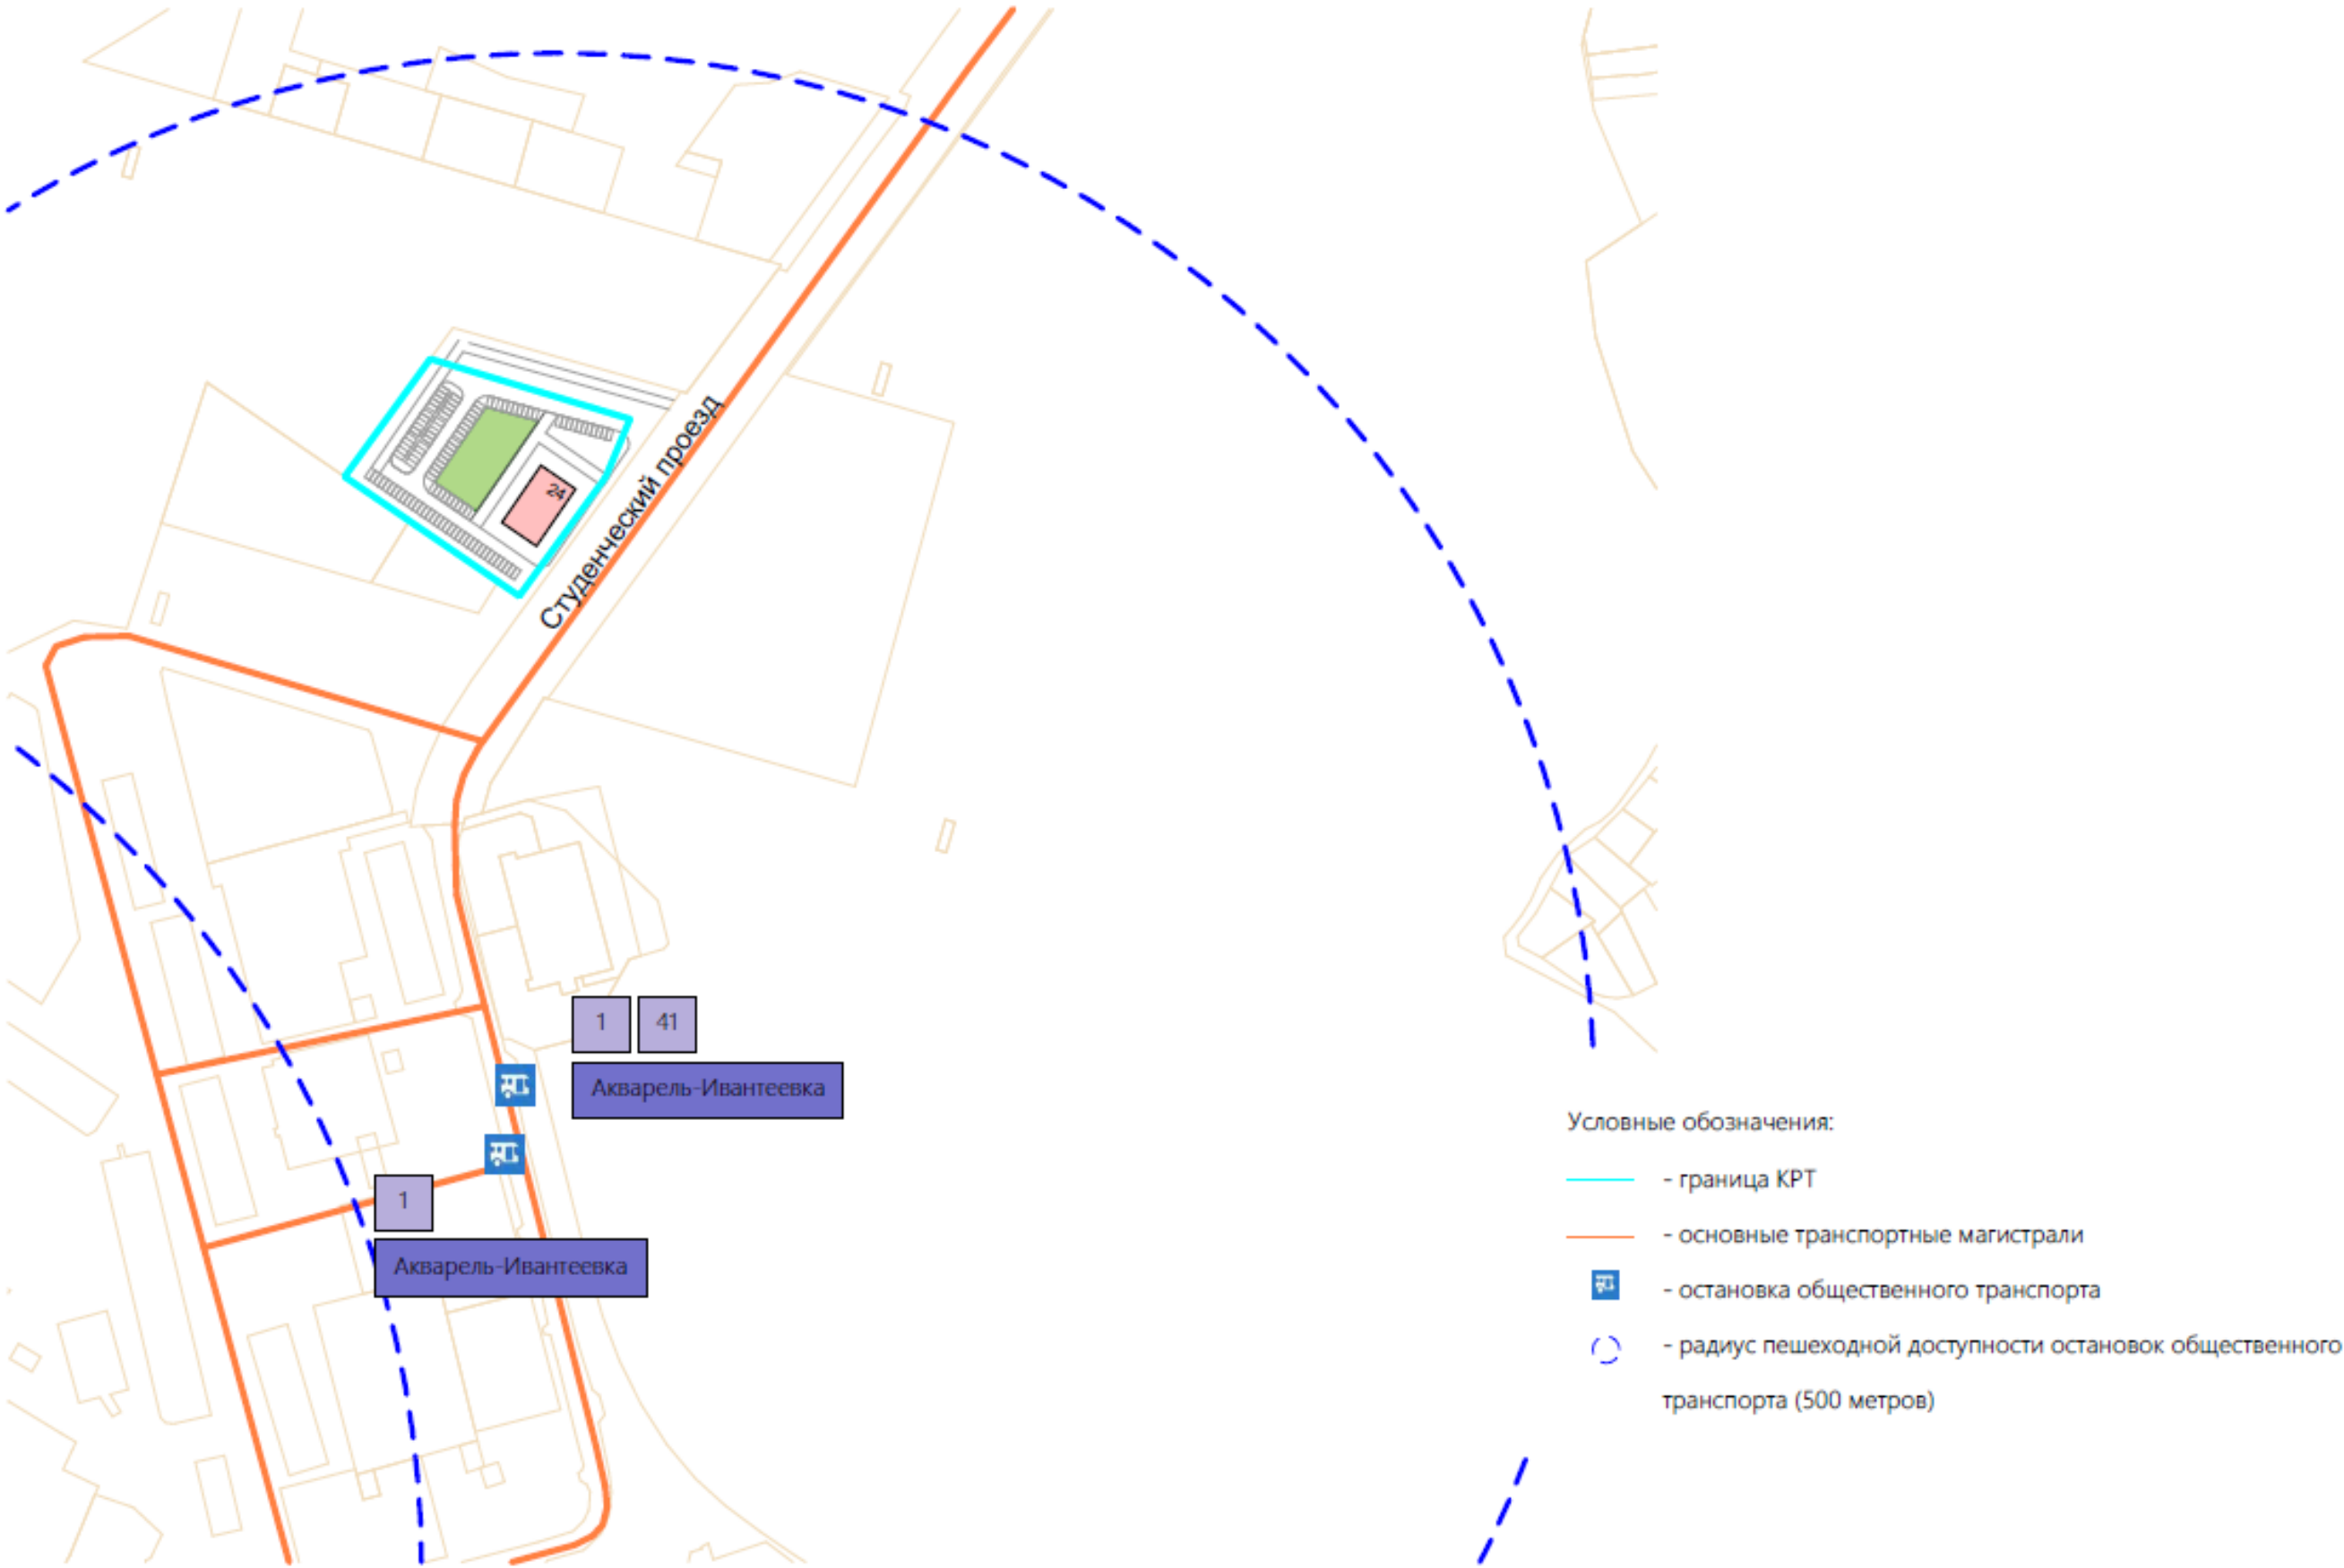 24
Студенческий проезд
1 41
Акварель-Ивантеевка
1
Акварель-Ивантеевка
Условные обозначения:
- граница КРТ
- основные транспортные магистрали
- остановка общественного транспорта
- радиус пешеходной доступности остановок общественного
транспорта (500 метров)